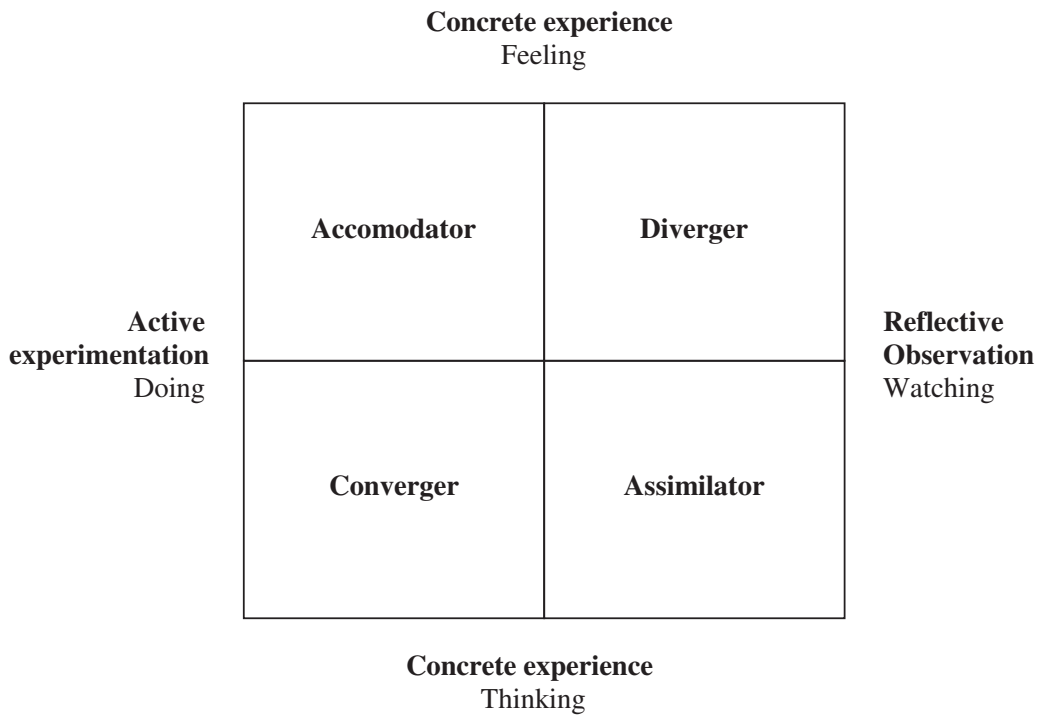 Concrete experience
Feeling
Accomodator
Diverger
Active
experimentation
Doing
Reflective
Observation
Watching
Converger
Assimilator
Concrete experience
Thinking